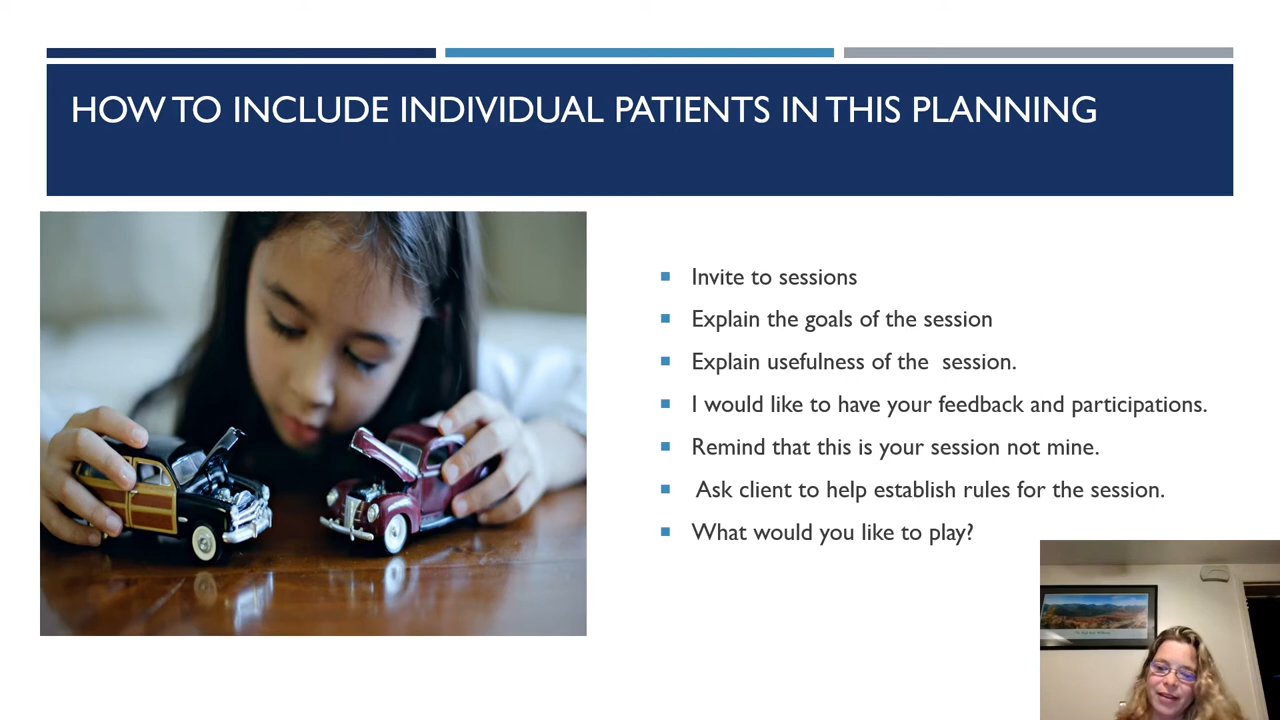 HOW TO INCLUDE INDIVIDUAL PATIENTS IN THIS PLANNING
Invite to sessions
Explain the goals of the session
Explain usefulness of the  session.
I would like to have your feedback and participations.
Remind that this is your session not mine.
Ask client to help establish rules for the session.
What would you like to play?